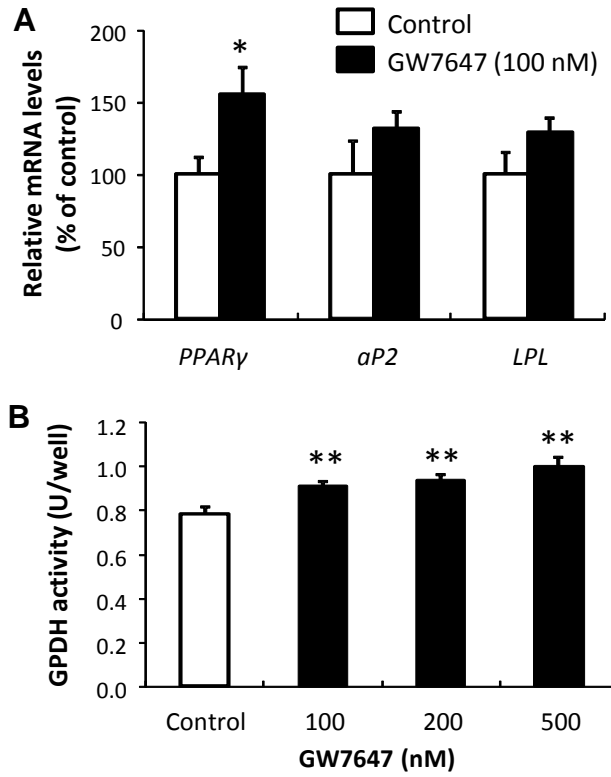 A
Relative mRNA levels
(% of control)
200
150
100
50
0
*
Control
GW7647 (100 nM)
PPARγ
aP2
LPL
B
GPDH activity (U/well)
1.2
1.0
0.8
0.6
0.4
0.2
0.0
** ** **
Control 100 200 500
GW7647 (nM)